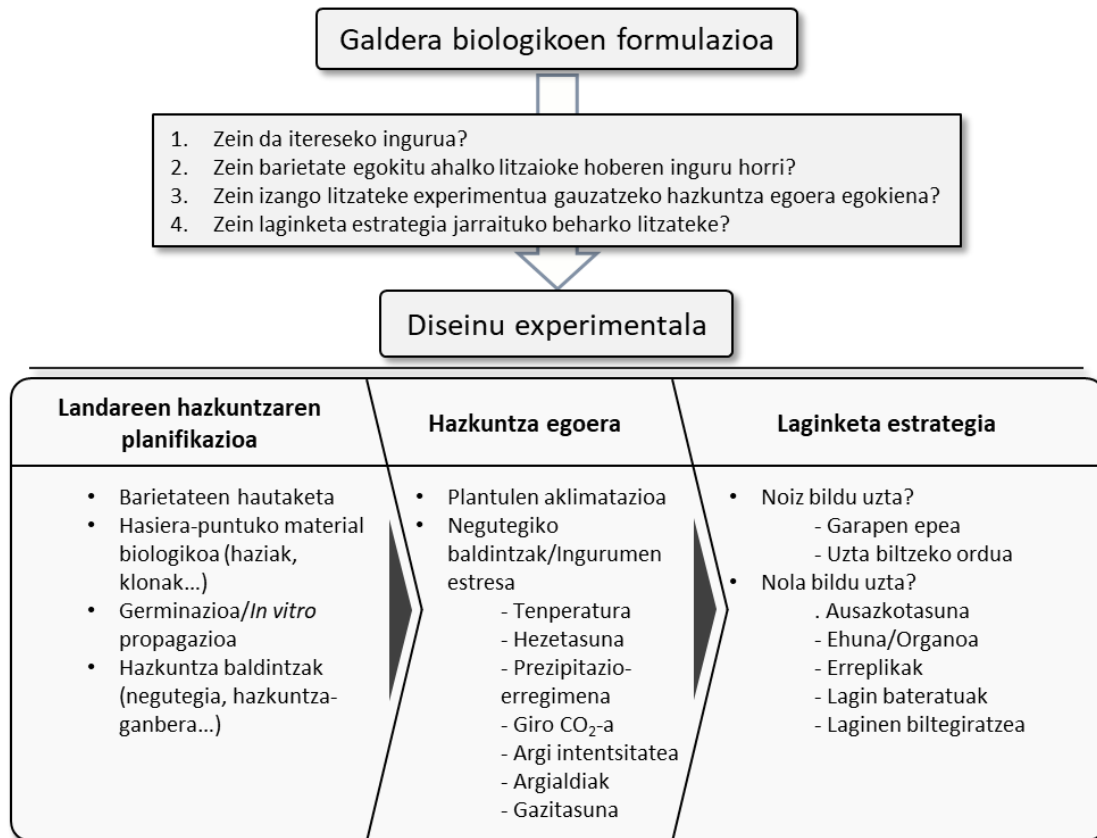 Galdera biologikoen formulazioa
1. Zein da itereseko ingurua?
2. Zein barietate egokitu ahalko litzaioke hoberen inguru horri?
3. Zein izango litzateke experimentua gauzatzeko hazkuntza egoera egokiena?
4. Zein laginketa estrategia jarraituko beharko litzateke?
Diseinu experimentala
Landareen hazkuntzaren
planifikazioa
• Barietateen hautaketa
• Hasiera-puntuko material
biologikoa (haziak,
klonak...)
• Germinazioa/In vitro
propagazioa
• Hazkuntza baldintzak
(negutegia, hazkuntza-
ganbera...)
Hazkuntza egoera
• Plantulen aklimatazioa
• Negutegiko
baldintzak/Ingurumen
estresa
- Tenperatura
- Hezetasuna
- Prezipitazio-
erregimena
- Giro CO₂-a
- Argi intentsitatea
- Argialdiak
- Gazitasuna
Laginketa estrategia
• Noiz bildu uzta?
- Garapen epea
- Uzta biltzeko ordua
• Nola bildu uzta?
. Ausazkotasuna
- Ehuna/Organoa
- Erreplikak
- Lagin bateratuak
- Laginen biltegiratzea